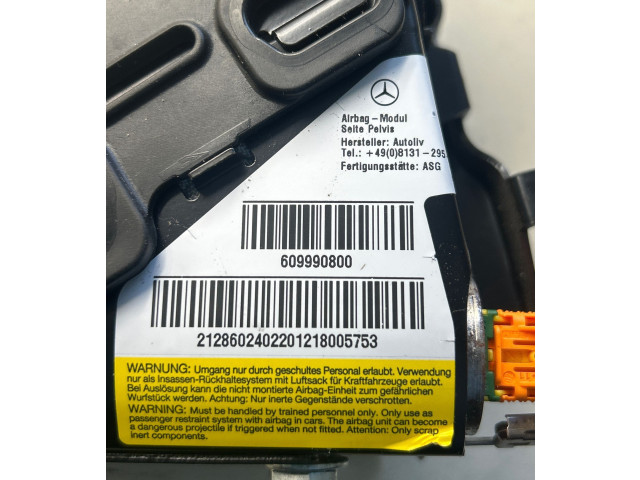 Airbag-Modul
Seite Pelvis
Hersteller: Autoliv
Tel.: +49(0)8131-295
Fertigungsstätte: ASG
609990800
2128602402201218005753
WARNUNG: Umgang nur durch geschultes Personal erlaubt. Verwendung
nur als Insassen-Rückhaltesystem mit Luftsack für Kraftfahrzeuge erlaubt.
Bei Auslösung kann die nicht montierte Airbag-Einheit zum gefährlichen
Wurfstück werden. Achtung: Nur inerte Gegenstände verschrotten.
WARNING: Must be handled by trained personnel only. Only use as
passenger restraint system with airbag in cars. The airbag unit can become
a dangerous projectile if triggered when not fitted. Attention: Only scrap
inert components.